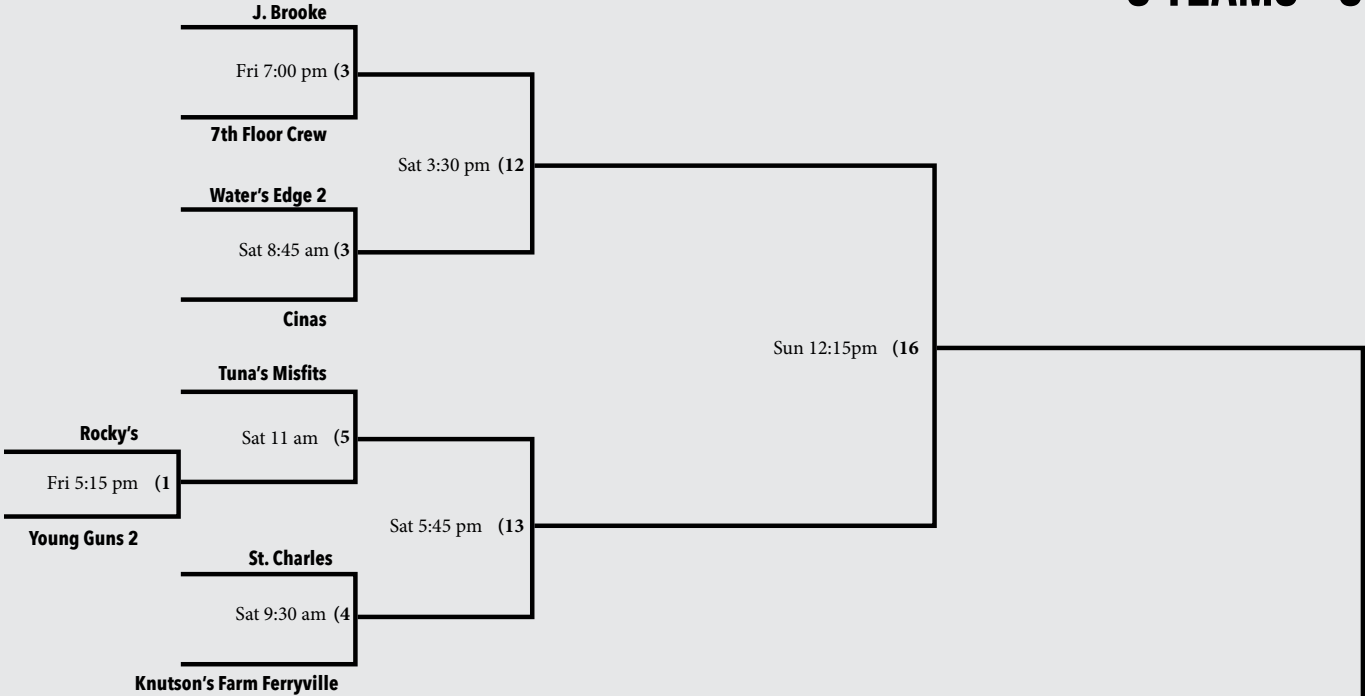 J. Brooke
Fri 7:00 pm (3
7th Floor Crew
Sat 3:30 pm (12
Water's Edge 2
Sat 8:45 am (3
Cinas
Sun 12:15pm (16
Tuna's Misfits
Rocky's
Sat 11 am (5
Fri 5:15 pm (1
Young Guns 2
Sat 5:45 pm (13
St. Charles
Sat 9:30 am (4
Knutson's Farm Ferryville